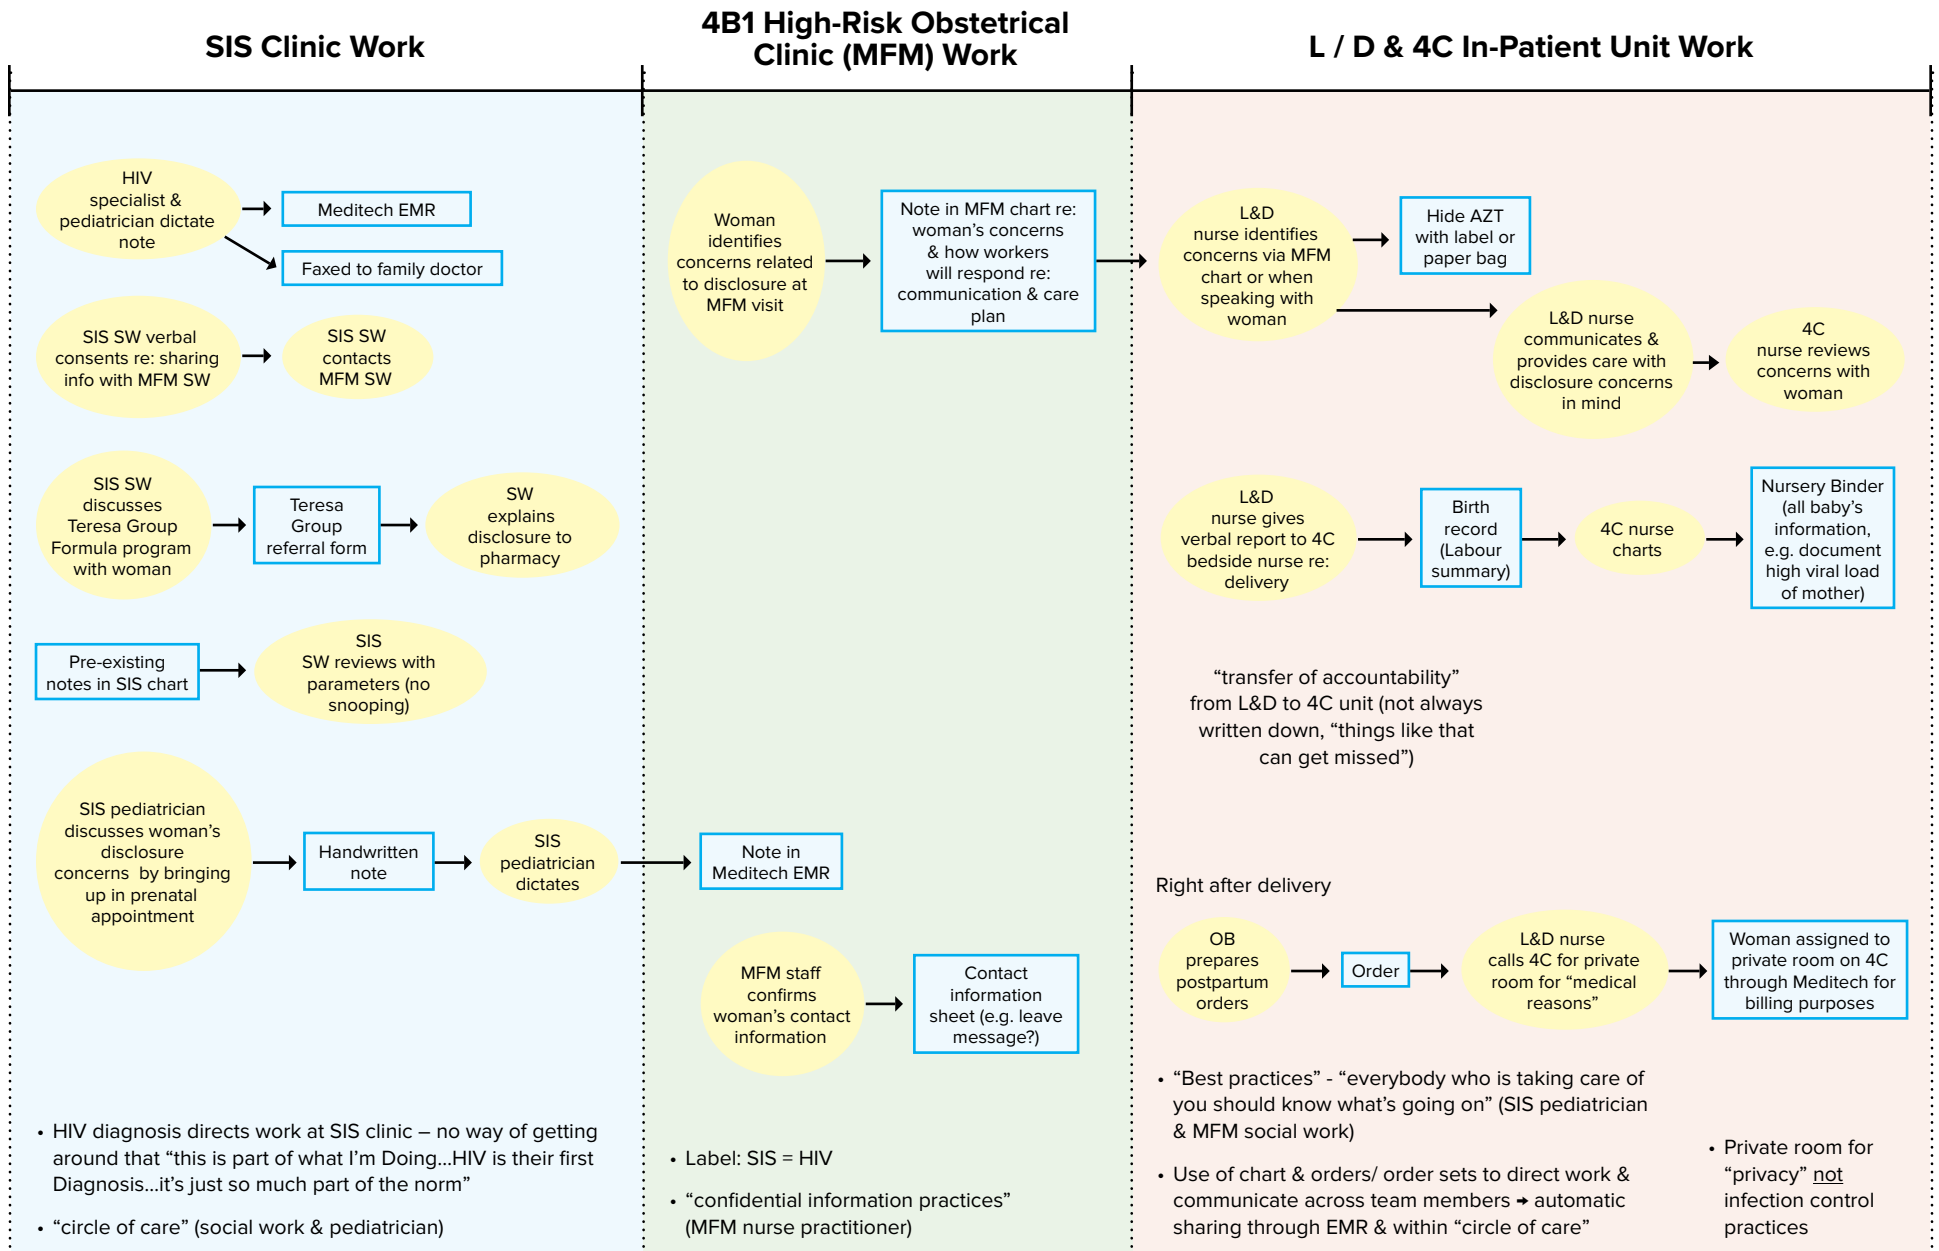 SIS Clinic Work
4B1 High-Risk Obstetrical
Clinic (MFM) Work
L / D & 4C In-Patient Unit Work
HIV
specialist &
pediatrician dictate
note
Meditech EMR
Faxed to family doctor
SIS SW verbal
consents re: sharing
info with MFM SW
SIS SW
contacts
MFM SW
SIS SW
discusses
Teresa Group
Formula program
with woman
Teresa
Group
referral form
SW
explains
disclosure to
pharmacy
Pre-existing
notes in SIS chart
SIS
SW reviews with
parameters (no
snooping)
SIS pediatrician
discusses woman’s
disclosure
concerns by bringing
up in prenatal
appointment
Handwritten
note
SIS
pediatrician
dictates
• HIV diagnosis directs work at SIS clinic – no way of getting
around that “this is part of what I’m Doing...HIV is their first
Diagnosis...it’s just so much part of the norm”
• “circle of care” (social work & pediatrician)
Woman
identifies
concerns related
to disclosure at
MFM visit
Note in MFM chart re:
woman’s concerns
& how workers
will respond re:
communication & care
plan
Note in
Meditech EMR
MFM staff
confirms
woman’s contact
information
Contact
information
sheet (e.g. leave
message?)
• Label: SIS = HIV
• “confidential information practices”
(MFM nurse practitioner)
L&D
nurse identifies
concerns via MFM
chart or when
speaking with
woman
Hide AZT
with label or
paper bag
L&D nurse
communicates &
provides care with
disclosure concerns
in mind
4C
nurse reviews
concerns with
woman
L&D
nurse gives
verbal report to 4C
bedside nurse re:
delivery
Birth
record
(Labour
summary)
4C nurse
charts
Nursery Binder
(all baby’s
information,
e.g. document
high viral load
of mother)
“transfer of accountability”
from L&D to 4C unit (not always
written down, “things like that
can get missed”)
Right after delivery
OB
prepares
postpartum
orders
Order
L&D nurse
calls 4C for private
room for “medical
reasons”
Woman assigned to
private room on 4C
through Meditech for
billing purposes
• “Best practices” - “everybody who is taking care of
you should know what’s going on” (SIS pediatrician
& MFM social work)
• Use of chart & orders/ order sets to direct work &
communicate across team members ➔ automatic
sharing through EMR & within “circle of care”
• Private room for
“privacy” not
infection control
practices